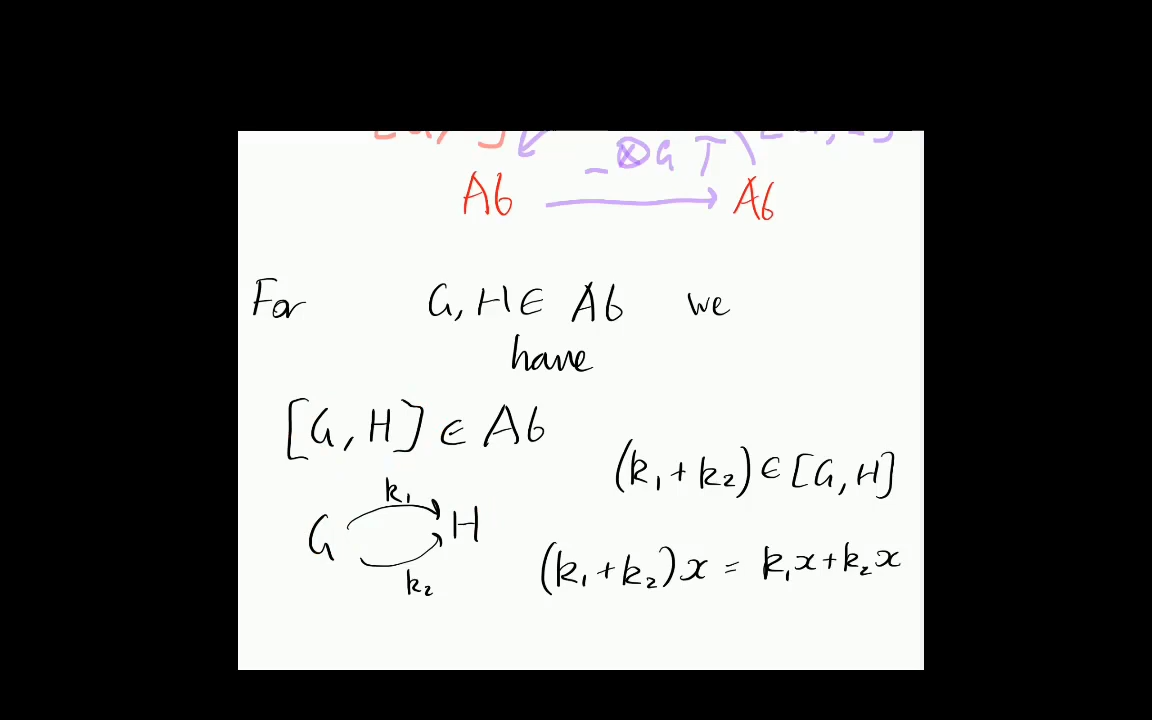 _⊗G ⊤
Ab Ab
For G, H ∈ Ab we
have
[G, H] ∈ Ab
(k₁ + k₂) ∈ [G, H]
k₁
G H
k₂
(k₁ + k₂)x = k₁x + k₂x